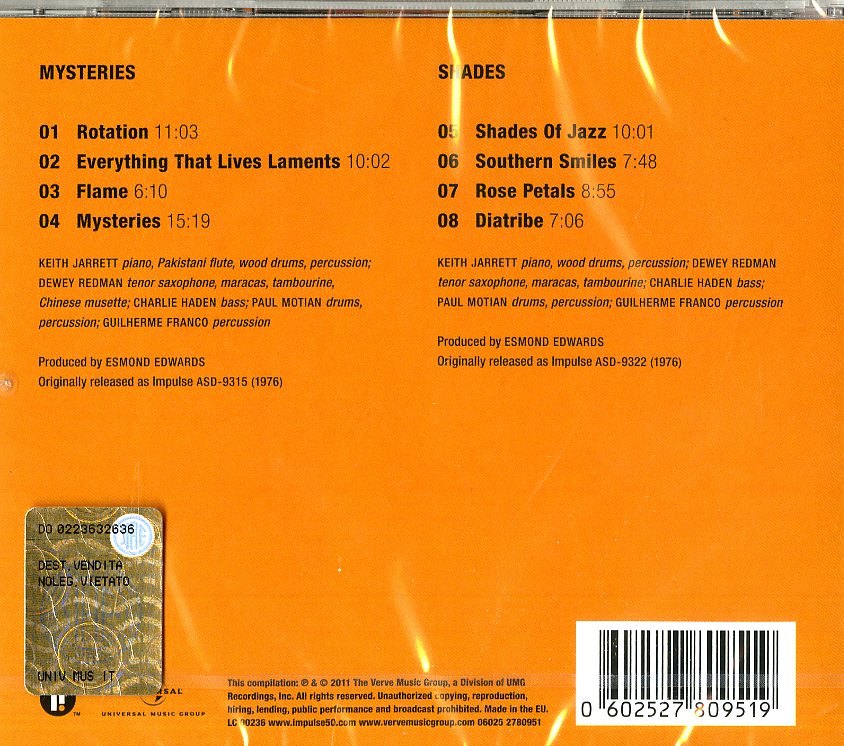 MYSTERIES
01 Rotation 11:03
02 Everything That Lives Laments 10:02
03 Flame 6:10
04 Mysteries 15:19
KEITH JARRETT piano, Pakistani flute, wood drums, percussion;
DEWEY REDMAN tenor saxophone, maracas, tambourine,
Chinese musette; CHARLIE HADEN bass; PAUL MOTIAN drums,
percussion; GUILHERME FRANCO percussion
Produced by ESMOND EDWARDS
Originally released as Impulse ASD-9315 (1976)
SHADES
05 Shades Of Jazz 10:01
06 Southern Smiles 7:48
07 Rose Petals 8:55
08 Diatribe 7:06
KEITH JARRETT piano, wood drums, percussion; DEWEY REDMAN
tenor saxophone, maracas, tambourine; CHARLIE HADEN bass;
PAUL MOTIAN drums, percussion; GUILHERME FRANCO percussion
Produced by ESMOND EDWARDS
Originally released as Impulse ASD-9322 (1976)
DO 0223632636
DEST.VENDITA
NOLEG.VIETATO
UNIV MUS IT
UNIVERSAL MUSIC GROUP
This compilation: ℗ & © 2011 The Verve Music Group, a Division of UMG
Recordings, Inc. All rights reserved. Unauthorized copying, reproduction,
hiring, lending, public performance and broadcast prohibited. Made in the EU.
LC 00236 www.impulse50.com www.vervemusicgroup.com 06025 2780951
0 602527 809519